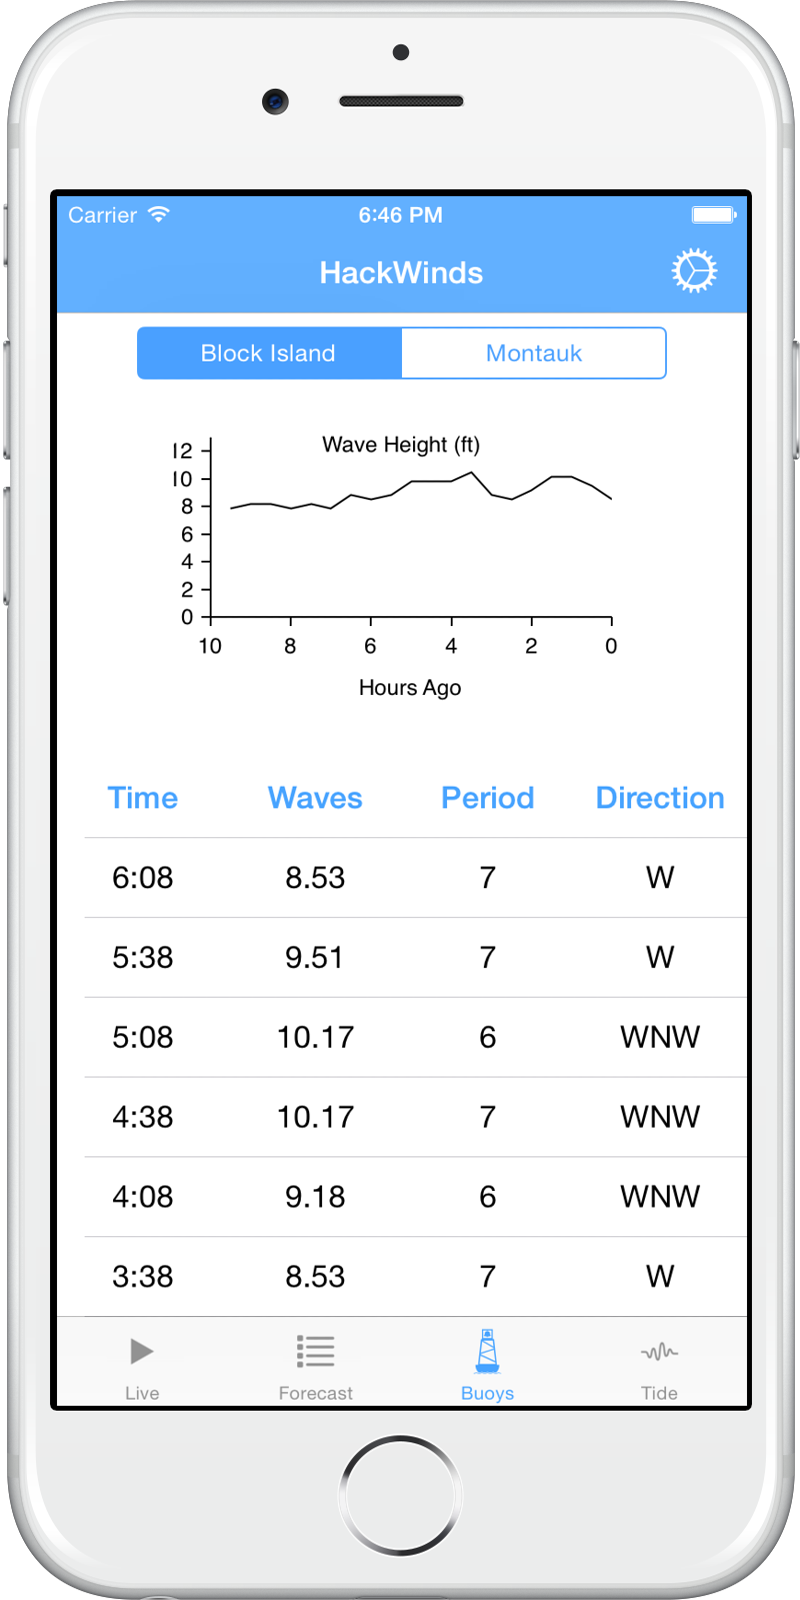 Carrier 6:46 PM
HackWinds
Block Island Montauk
Wave Height (ft)
12
10
8
6
4
2
0
10 8 6 4 2 0
Hours Ago
Time Waves Period Direction
6:08 8.53 7 W
5:38 9.51 7 W
5:08 10.17 6 WNW
4:38 10.17 7 WNW
4:08 9.18 6 WNW
3:38 8.53 7 W
Live Forecast Buoys Tide